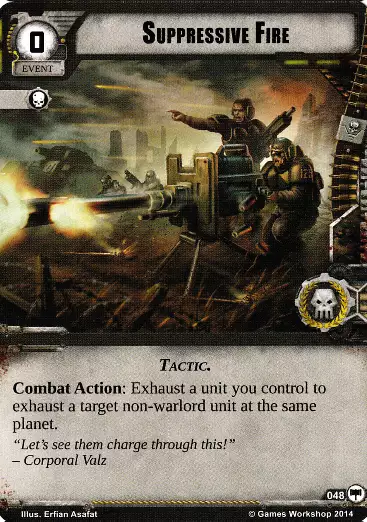 0
SUPPRESSIVE FIRE
EVENT
TACTIC.
Combat Action: Exhaust a unit you control to
exhaust a target non-warlord unit at the same
planet.
“Let’s see them charge through this!”
– Corporal Valz
048
Illus. Erfian Asafat
© Games Workshop 2014